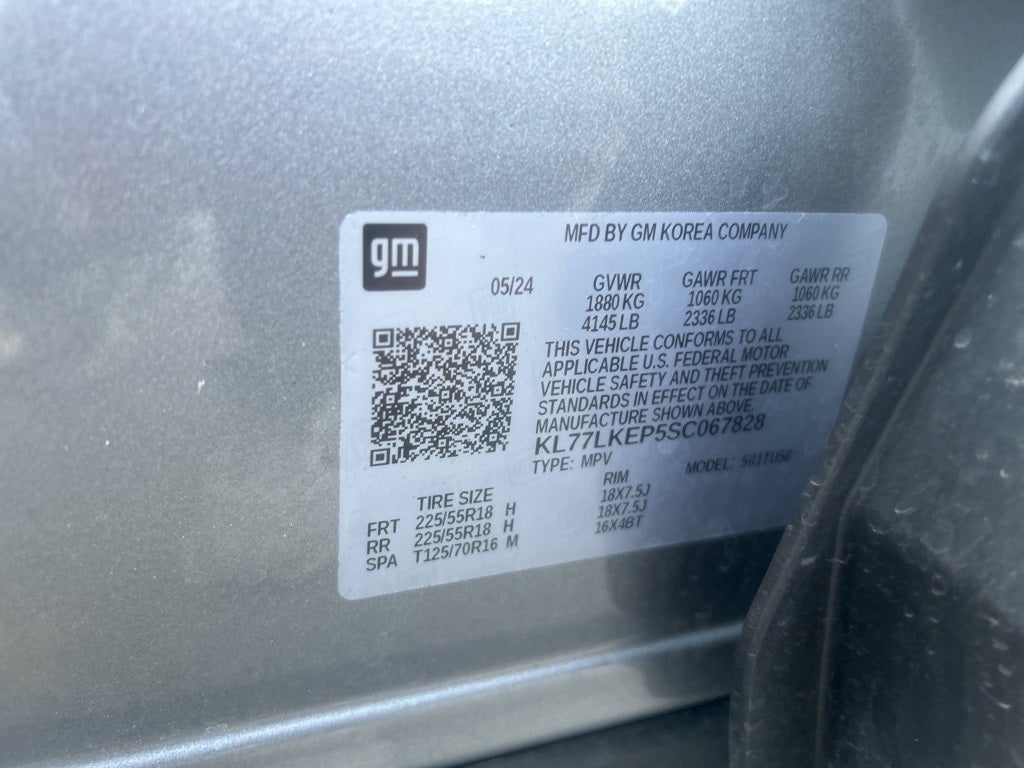 gm
MFD BY GM KOREA COMPANY
05/24
GVWR GAWR FRT GAWR RR
1880 KG 1060 KG 1060 KG
4145 LB 2336 LB 2336 LB
THIS VEHICLE CONFORMS TO ALL
APPLICABLE U.S. FEDERAL MOTOR
VEHICLE SAFETY AND THEFT PREVENTION
STANDARDS IN EFFECT ON THE DATE OF
MANUFACTURE SHOWN ABOVE.
KL77LKEP5SC067828
TYPE: MPV MODEL: 581TU58
TIRE SIZE RIM
FRT 225/55R18 H 18X7.5J
RR 225/55R18 H 18X7.5J
SPA T125/70R16 M 16X4BT